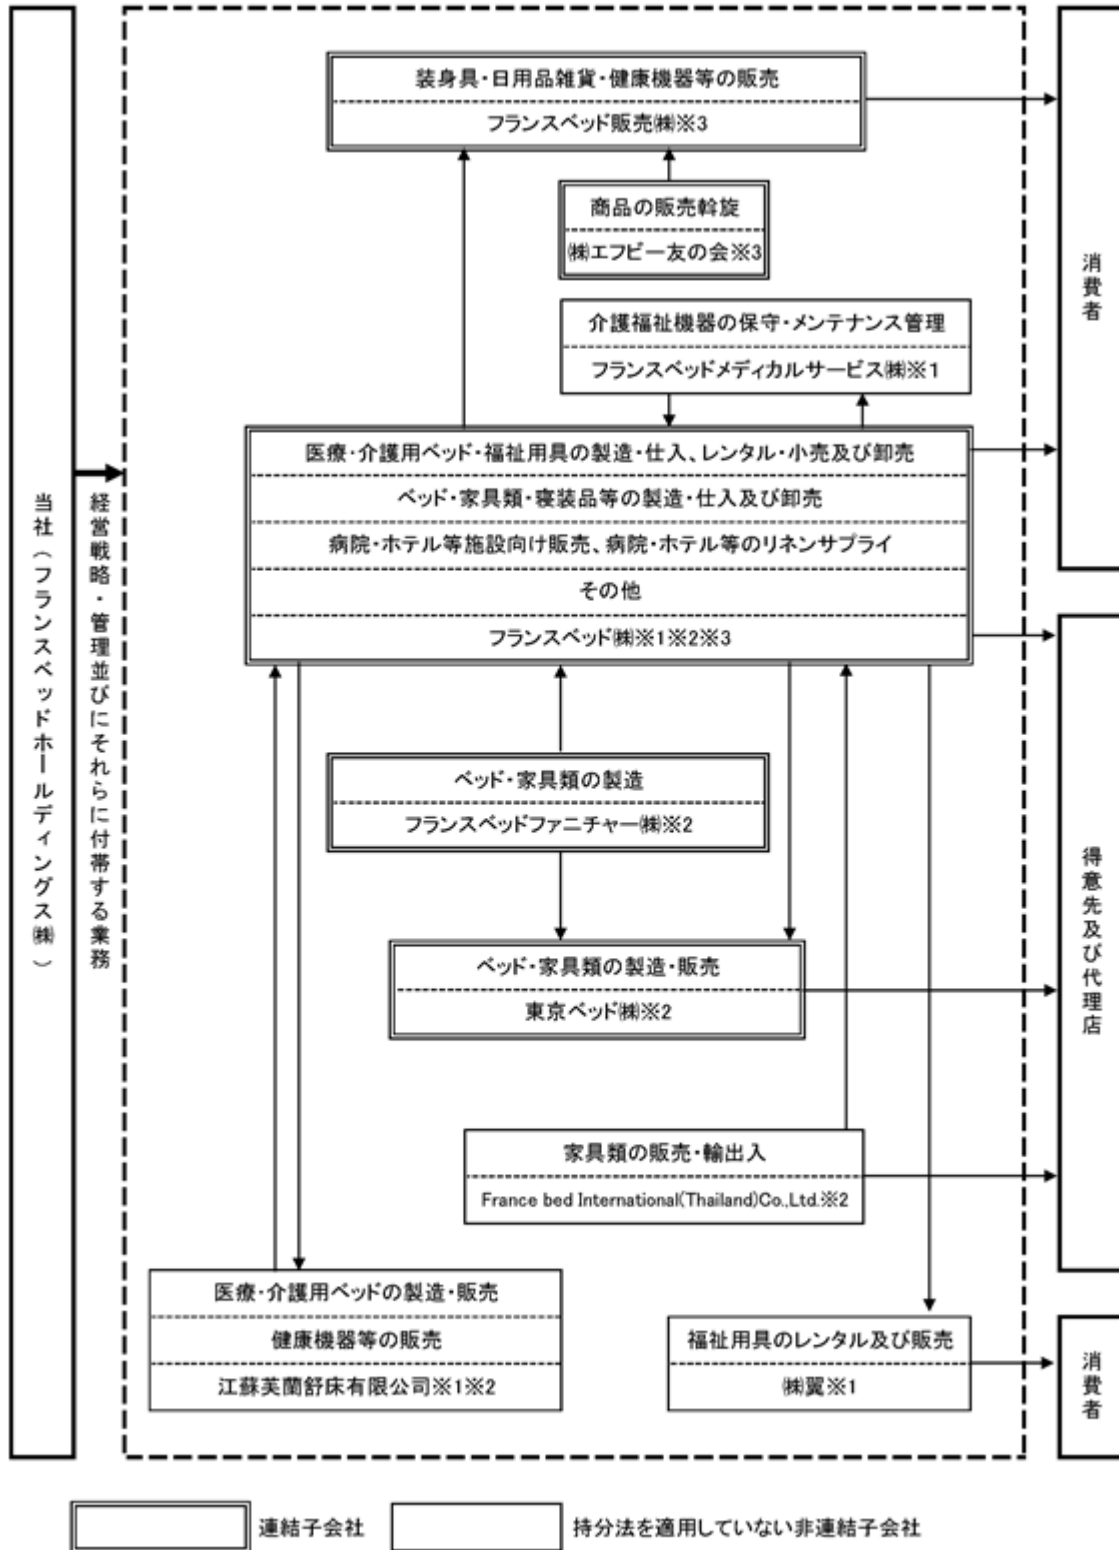 当社（フランスベッドホールディングス㈱）
経営戦略・管理並びにそれらに付帯する業務
装身具・日用品雑貨・健康機器等の販売
フランスベッド販売㈱※3
商品の販売斡旋
㈱エフビー友の会※3
介護福祉機器の保守・メンテナンス管理
フランスベッドメディカルサービス㈱※1
医療・介護用ベッド・福祉用具の製造・仕入、レンタル・小売及び卸売
ベッド・家具類・寝装品等の製造・仕入及び卸売
病院・ホテル等施設向け販売、病院・ホテル等のリネンサプライ
その他
フランスベッド㈱※1※2※3
ベッド・家具類の製造
フランスベッドファニチャー㈱※2
ベッド・家具類の製造・販売
東京ベッド㈱※2
家具類の販売・輸出入
France bed International(Thailand)Co.,Ltd.※2
医療・介護用ベッドの製造・販売
健康機器等の販売
江蘇芙蘭舒床有限公司※1※2
福祉用具のレンタル及び販売
㈱翼※1
消費者
得意先及び代理店
消費者
連結子会社
持分法を適用していない非連結子会社